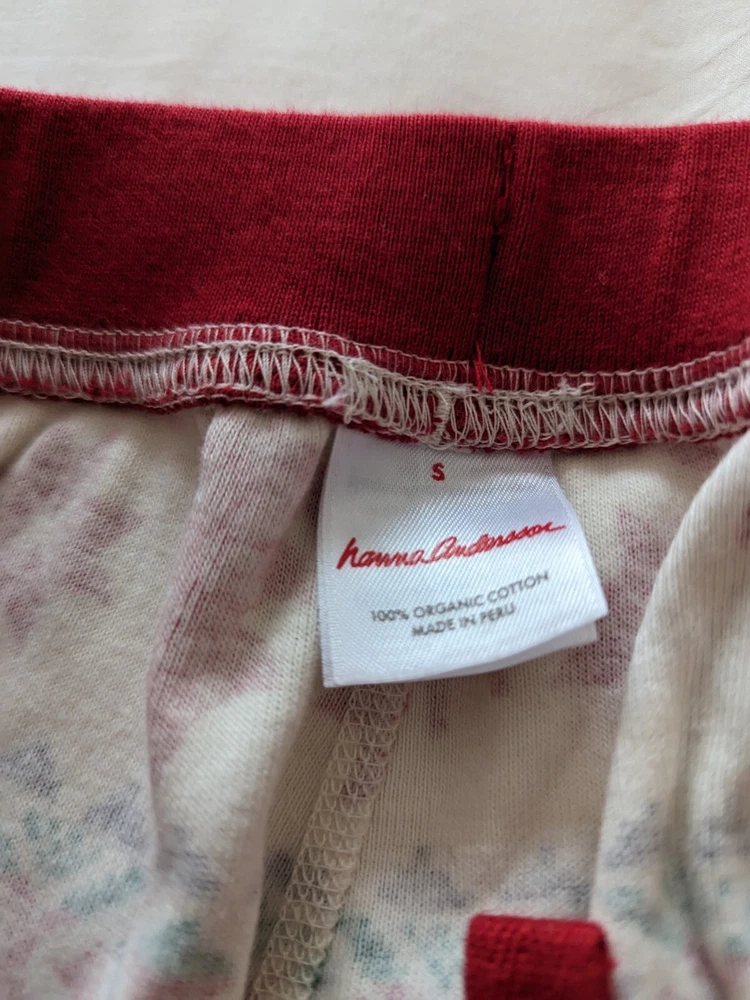 S
hanna Andersson
100% ORGANIC COTTON
MADE IN PERU